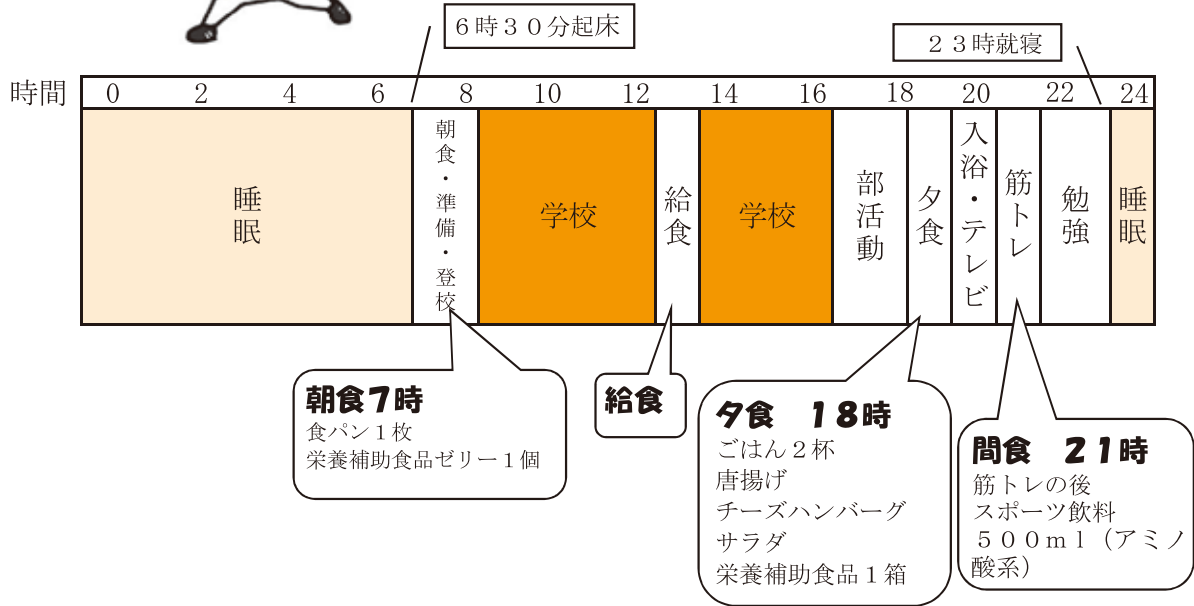 ６時３０分起床
２３時就寝
時間 0 2 4 6 8 10 12 14 16 18 20 22 24
睡眠
朝食・準備・登校
学校
給食
学校
部活動
夕食
入浴・テレビ
筋トレ
勉強
睡眠
朝食７時
食パン１枚
栄養補助食品ゼリー１個
給食
夕食　１８時
ごはん２杯
唐揚げ
チーズハンバーグ
サラダ
栄養補助食品１箱
間食　２１時
筋トレの後
スポーツ飲料
５００ｍｌ（アミノ
酸系）